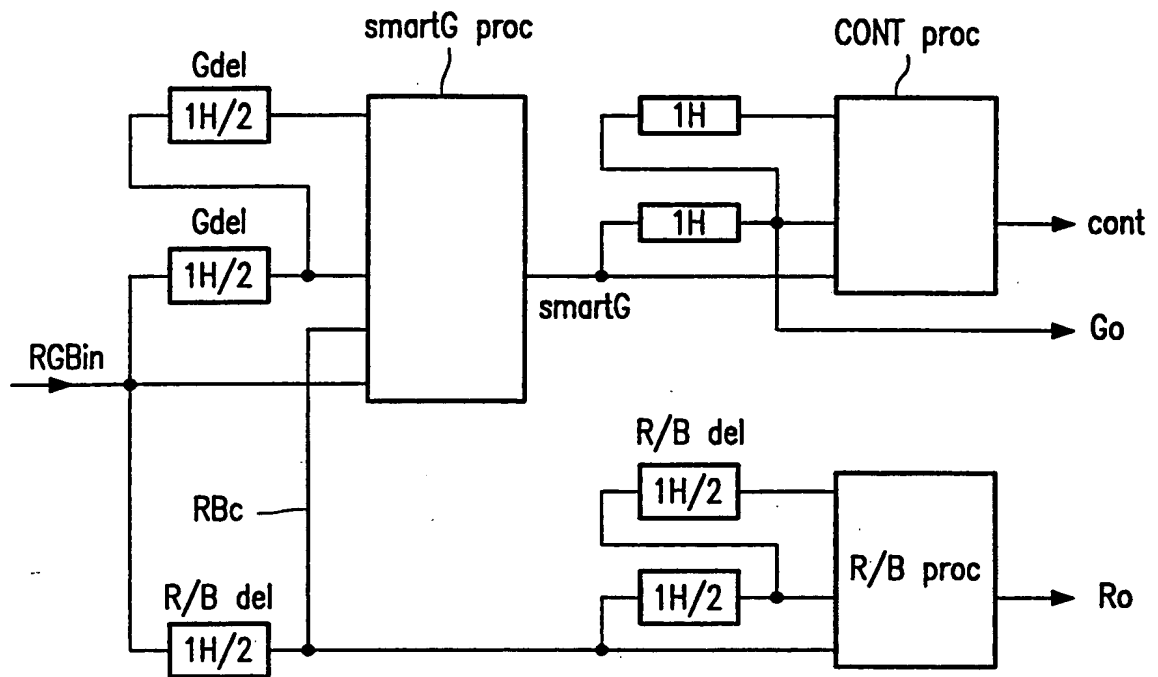 smartG proc
CONT proc
Gdel
1H/2
1H
Gdel
1H/2
1H
cont
smartG
Go
RGBin
R/B del
1H/2
RBc
R/B proc
R/B del
1H/2
Ro
1H/2